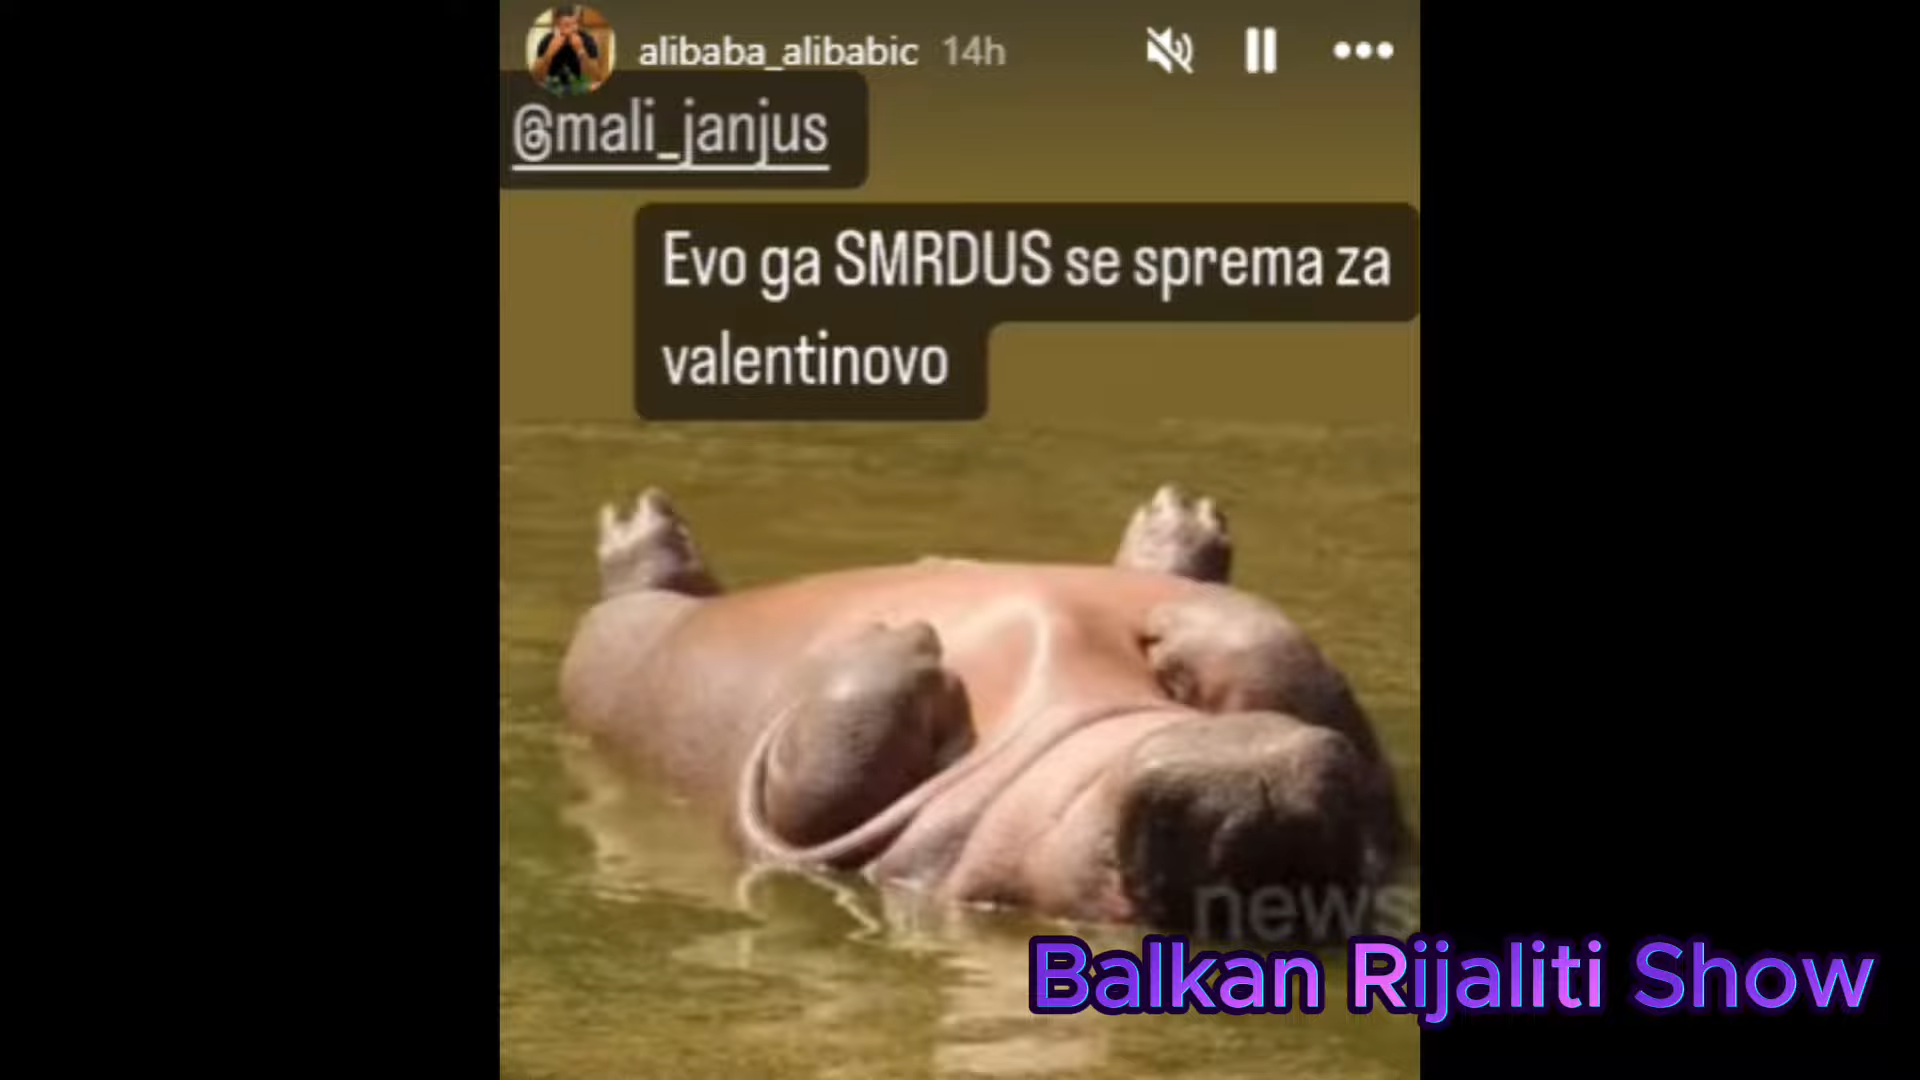 alibaba_alibabic 14h
@mali_janjus
Evo ga SMRDUS se sprema za
valentinovo
news
Balkan Rijaliti Show